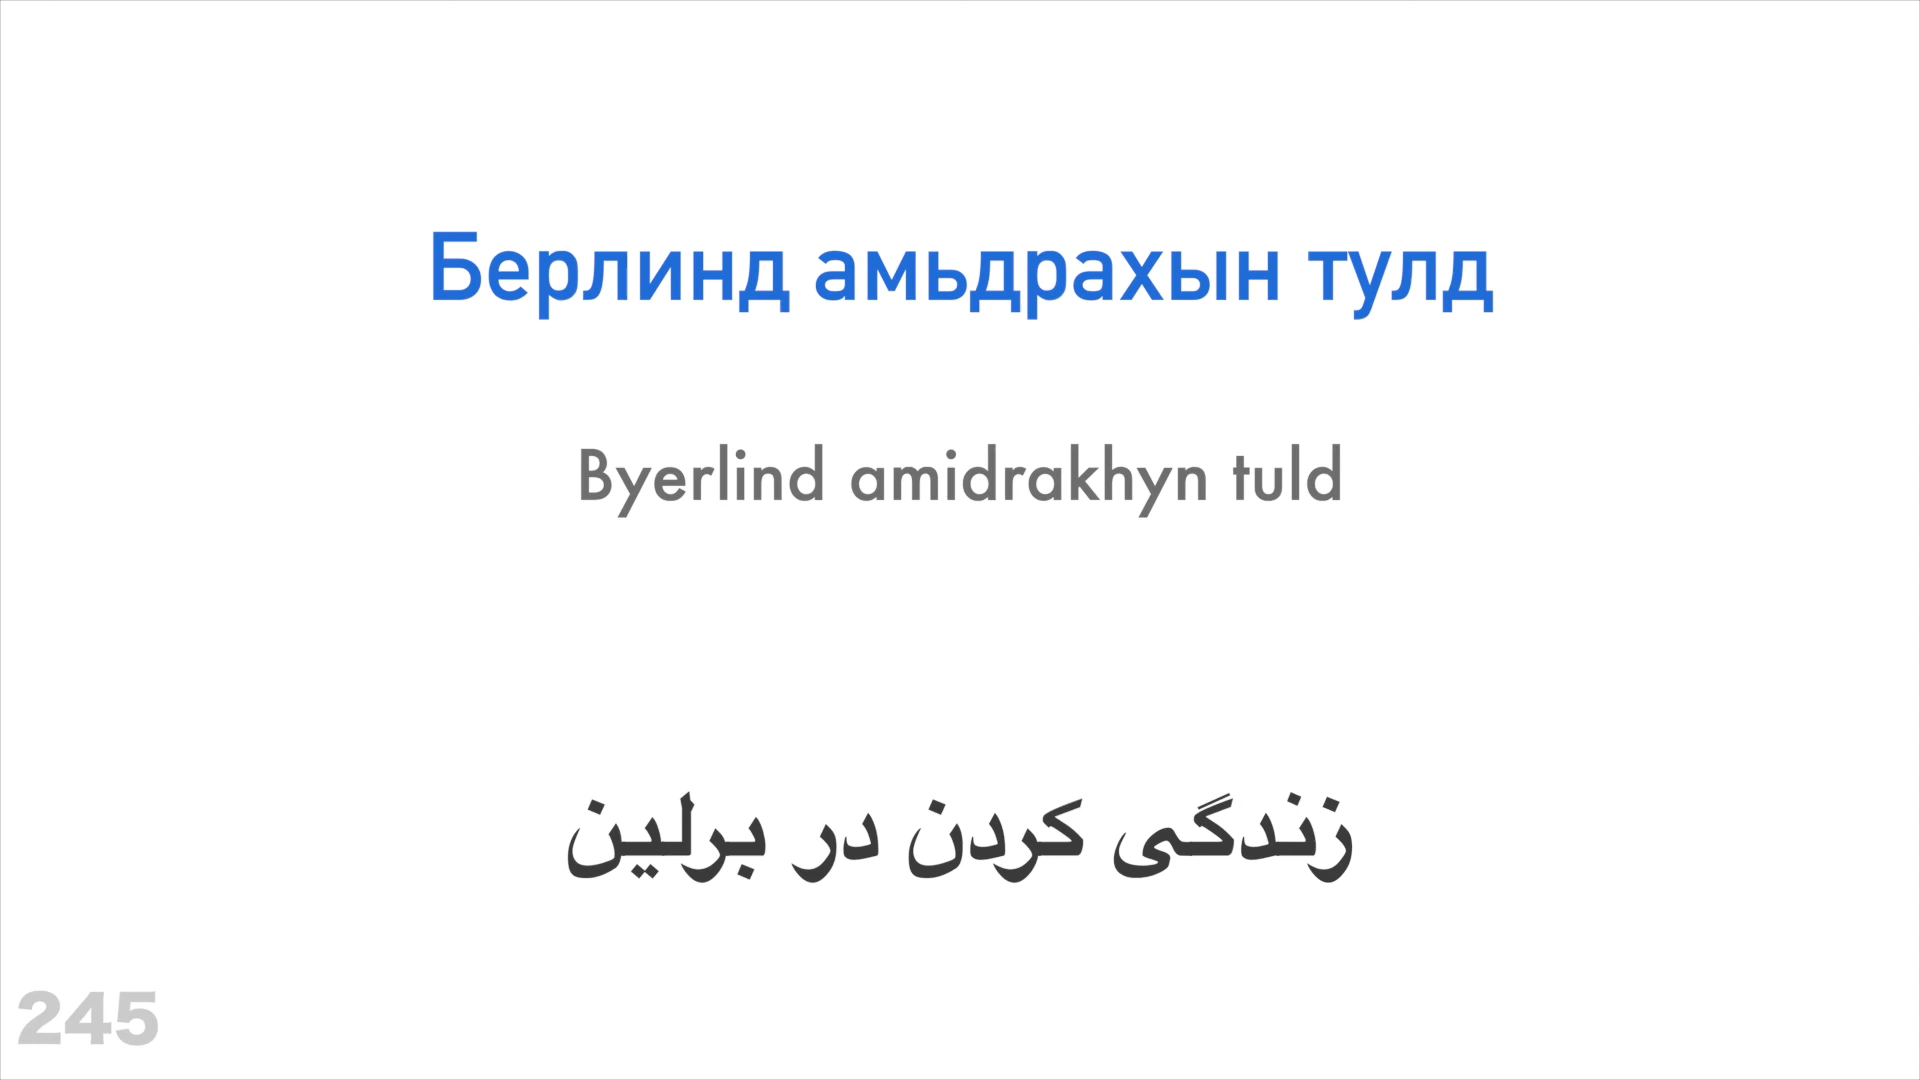 Берлинд амьдрахын тулд
Byerlind amidrakhyn tuld
زندگی کردن در برلین
245